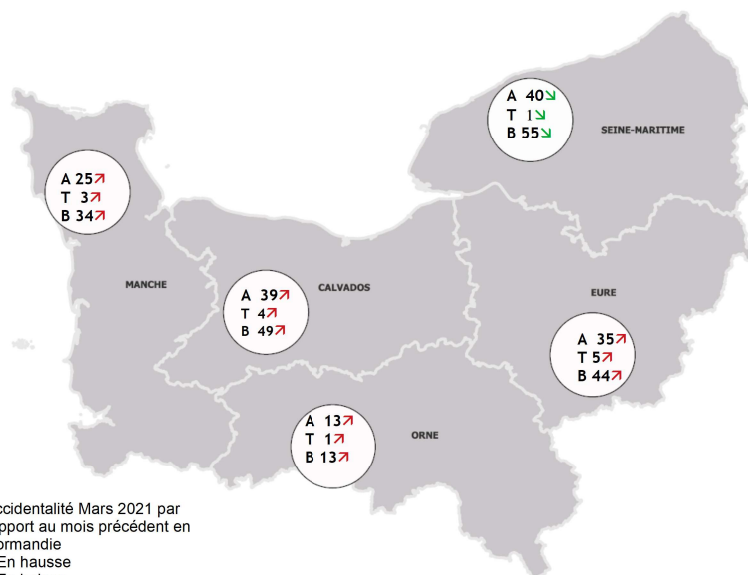 A 40↘
T 1↘
B 55↘
SEINE-MARITIME
A 25↗
T 3↗
B 34↗
MANCHE
A 39↗
T 4↗
B 49↗
CALVADOS
EURE
A 35↗
T 5↗
B 44↗
A 13↗
T 1↗
B 13↗
ORNE
ccidentalité Mars 2021 par
pport au mois précédent en
ormandie
En hausse